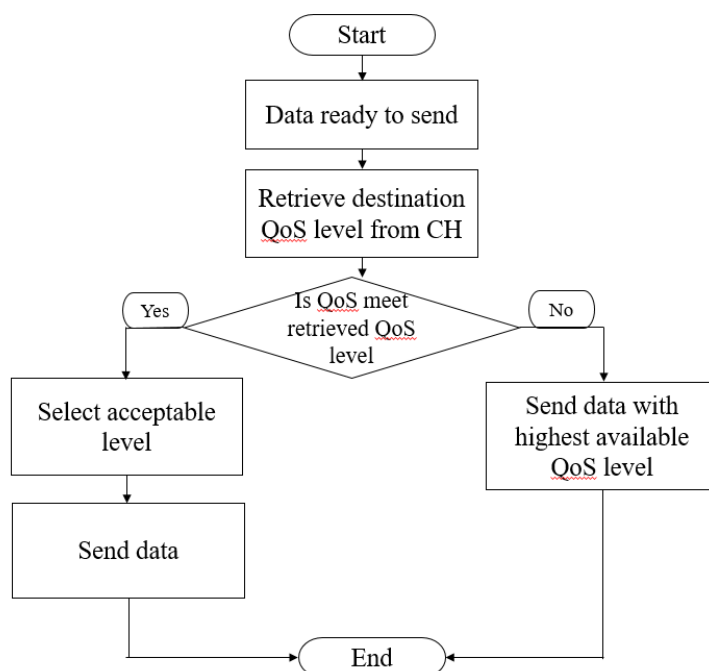 Start
Data ready to send
Retrieve destination
QoS level from CH
Is QoS meet
retrieved QoS
level
Yes
No
Select acceptable
level
Send data with
highest available
QoS level
Send data
End